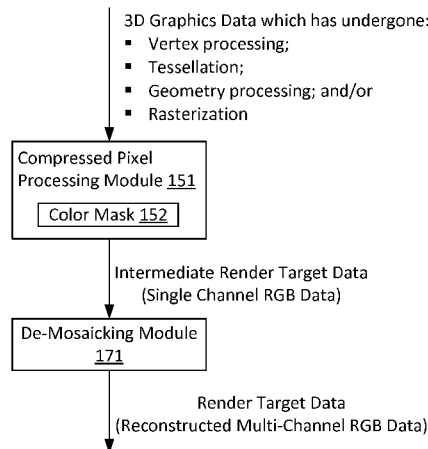 3D Graphics Data which has undergone:
▪ Vertex processing;
▪ Tessellation;
▪ Geometry processing; and/or
▪ Rasterization
Compressed Pixel
Processing Module 151
Color Mask 152
Intermediate Render Target Data
(Single Channel RGB Data)
De-Mosaicking Module
171
Render Target Data
(Reconstructed Multi-Channel RGB Data)